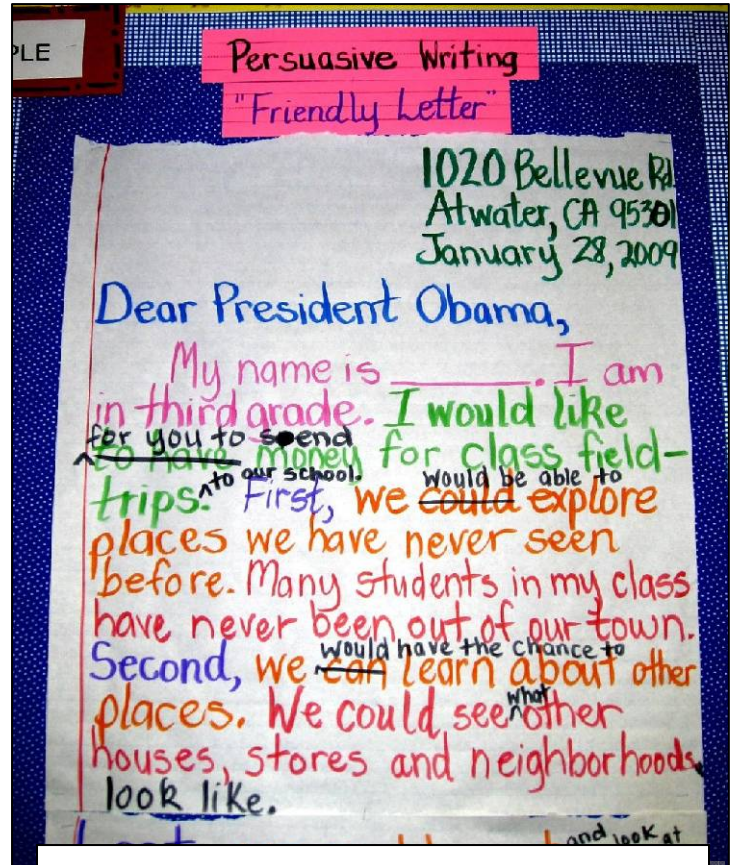 PLE
Persuasive Writing
"Friendly Letter"
1020 Bellevue Rd.
Atwater, CA 95301
January 28, 2009
Dear President Obama,
My name is ______. I am
in third grade. I would like
for you to spend
to have money for class field-
to our school. would be able to
trips. First, we could explore
places we have never seen
before. Many students in my class
have never been out of our town.
would have the chance to
Second, we can learn about other
what
places. We could see other
houses, stores and neighborhoods
look like.
and look at